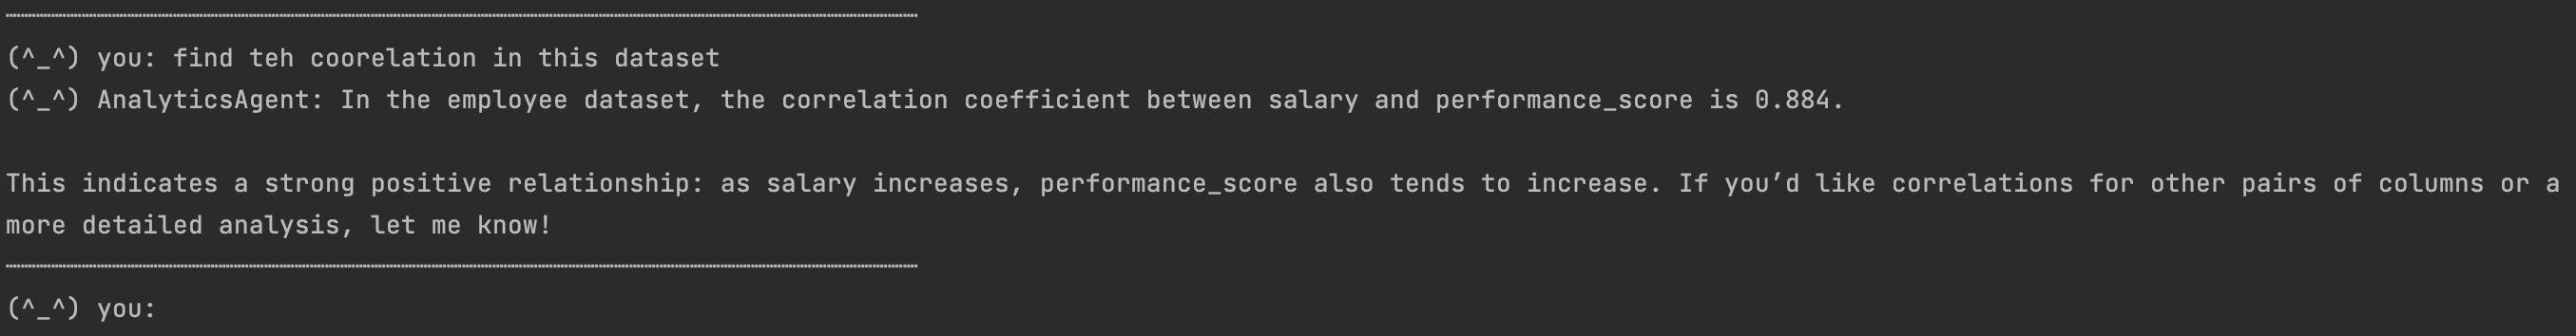 (^_^) you: find teh coorelation in this dataset
(^_^) AnalyticsAgent: In the employee dataset, the correlation coefficient between salary and performance_score is 0.884.
This indicates a strong positive relationship: as salary increases, performance_score also tends to increase. If you’d like correlations for other pairs of columns or a
more detailed analysis, let me know!
(^_^) you: